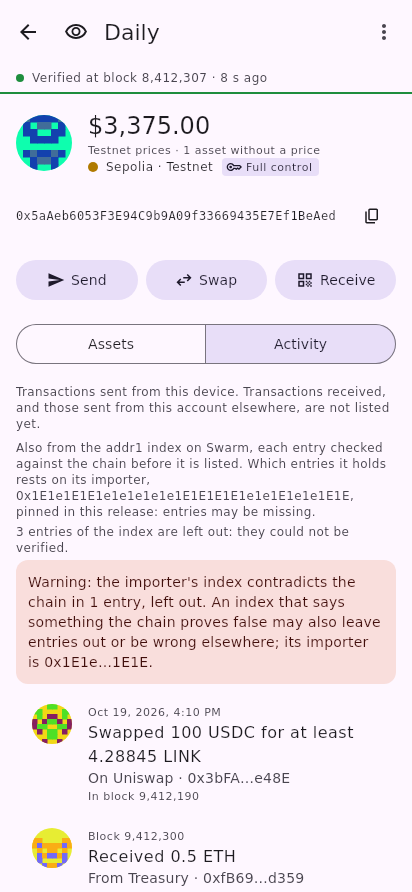 Daily
Verified at block 8,412,307 · 8 s ago
$3,375.00
Testnet prices · 1 asset without a price
Sepolia · Testnet Full control
0x5aAeb6053F3E94C9b9A09f33669435E7Ef1BeAed
Send Swap Receive
Assets Activity
Transactions sent from this device. Transactions received,
and those sent from this account elsewhere, are not listed
yet.
Also from the addr1 index on Swarm, each entry checked
against the chain before it is listed. Which entries it holds
rests on its importer,
0x1E1e1E1E1e1e1e1e1e1E1E1E1E1e1e1E1e1e1e1E1E,
pinned in this release: entries may be missing.
3 entries of the index are left out: they could not be
verified.
Warning: the importer's index contradicts the
chain in 1 entry, left out. An index that says
something the chain proves false may also leave
entries out or be wrong elsewhere; its importer
is 0x1E1e…1E1E.
Oct 19, 2026, 4:10 PM
Swapped 100 USDC for at least
4.28845 LINK
On Uniswap · 0x3bFA…e48E
In block 9,412,190
Block 9,412,300
Received 0.5 ETH
From Treasury · 0xfB69…d359